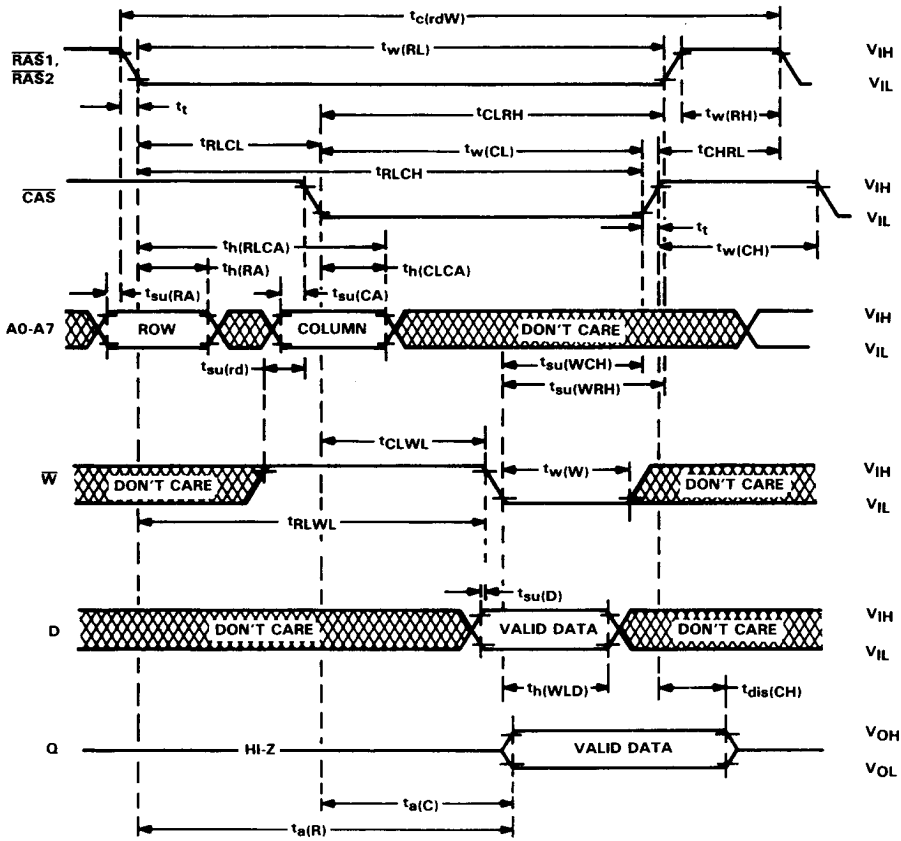 tc(rdW)
tw(RL)
RAS1,
RAS2
VIH
VIL
tt
tCLRH
tw(RH)
tRLCL
tw(CL)
tCHRL
tRLCH
CAS
VIH
VIL
tt
th(RLCA)
tw(CH)
th(RA)
th(CLCA)
tsu(RA)
tsu(CA)
A0-A7
ROW
COLUMN
DON'T CARE
VIH
VIL
tsu(rd)
tsu(WCH)
tsu(WRH)
tCLWL
tw(W)
W
DON'T CARE
DON'T CARE
VIH
VIL
tRLWL
tsu(D)
D
DON'T CARE
VALID DATA
DON'T CARE
VIH
VIL
th(WLD)
tdis(CH)
Q
HI-Z
VALID DATA
VOH
VOL
ta(C)
ta(R)